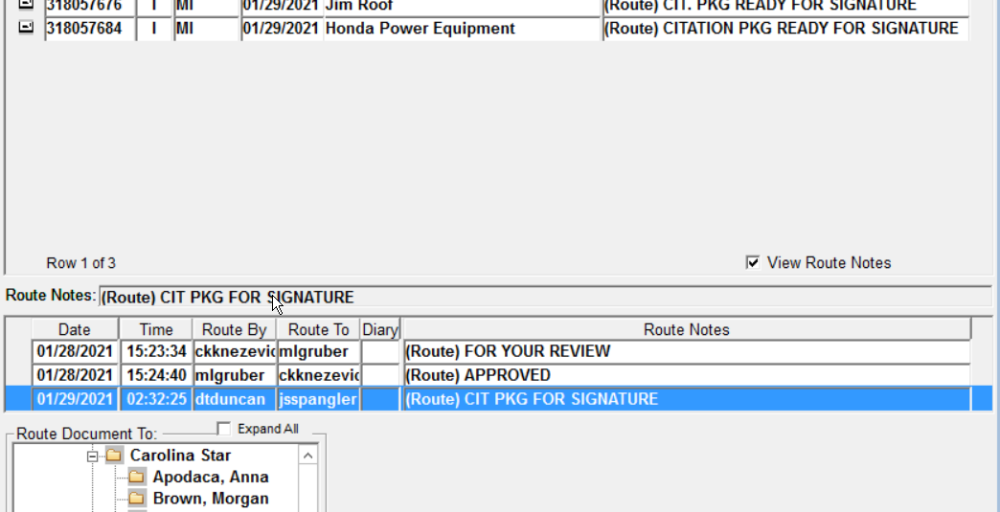 318057676 I MI 01/29/2021 Jim Roof (Route) CIT. PKG READY FOR SIGNATURE
318057684 I MI 01/29/2021 Honda Power Equipment (Route) CITATION PKG READY FOR SIGNATURE
Row 1 of 3 View Route Notes
Route Notes: (Route) CIT PKG FOR SIGNATURE
Date Time Route By Route To Diary Route Notes
01/28/2021 15:23:34 ckknezevic mlgruber (Route) FOR YOUR REVIEW
01/28/2021 15:24:40 mlgruber ckknezevic (Route) APPROVED
01/29/2021 02:32:25 dtduncan jsspangler (Route) CIT PKG FOR SIGNATURE
Route Document To: Expand All
Carolina Star
Apodaca, Anna
Brown, Morgan